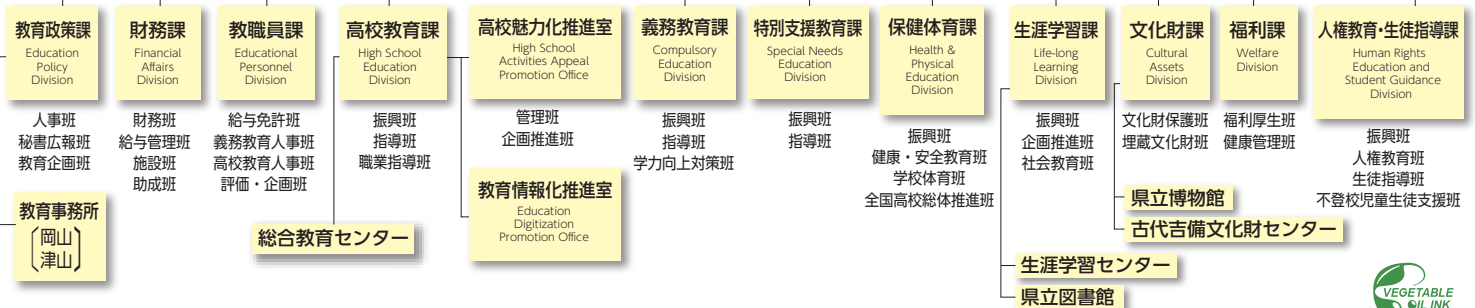 教育政策課
Education
Policy
Division
人事班
秘書広報班
教育企画班
教育事務所
岡山
津山
財務課
Financial
Affairs
Division
財務班
給与管理班
施設班
助成班
教職員課
Educational
Personnel
Division
給与免許班
義務教育人事班
高校教育人事班
評価・企画班
高校教育課
High School
Education
Division
振興班
指導班
職業指導班
総合教育センター
高校魅力化推進室
High School
Activities Appeal
Promotion Office
管理班
企画推進班
教育情報化推進室
Education
Digitization
Promotion Office
義務教育課
Compulsory
Education
Division
振興班
指導班
学力向上対策班
特別支援教育課
Special Needs
Education
Division
振興班
指導班
保健体育課
Health &
Physical
Education
Division
振興班
健康・安全教育班
学校体育班
全国高校総体推進班
生涯学習課
Life-long
Learning
Division
振興班
企画推進班
社会教育班
生涯学習センター
県立図書館
文化財課
Cultural
Assets
Division
文化財保護班
埋蔵文化財班
県立博物館
古代吉備文化財センター
福利課
Welfare
Division
福利厚生班
健康管理班
人権教育・生徒指導課
Human Rights
Education and
Student Guidance
Division
振興班
人権教育班
生徒指導班
不登校児童生徒支援班
VEGETABLE
OIL INK